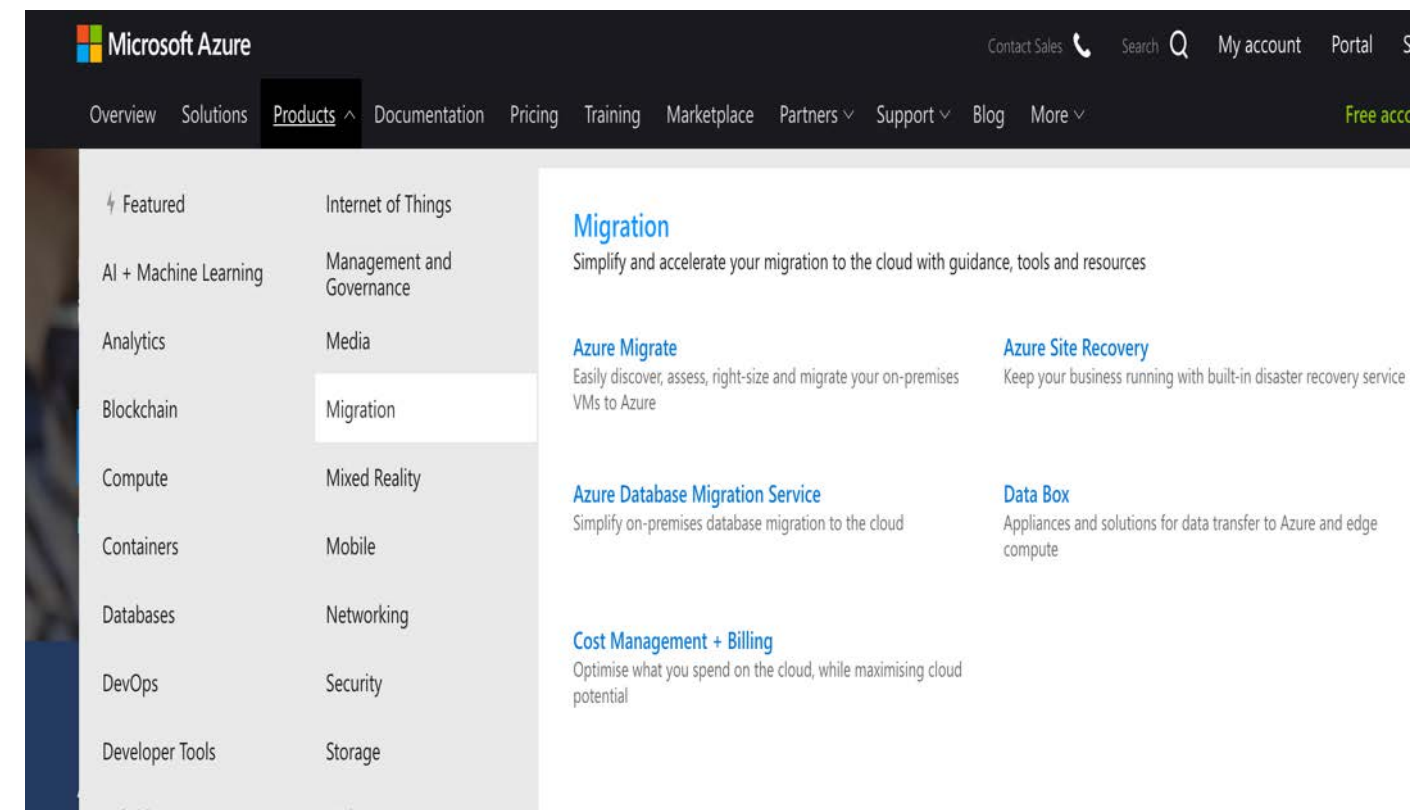 Microsoft Azure
Contact Sales
Search
My account
Portal
Overview
Solutions
Products
Documentation
Pricing
Training
Marketplace
Partners
Support
Blog
More
Free
Featured
AI + Machine Learning
Analytics
Blockchain
Compute
Containers
Databases
DevOps
Developer Tools
Internet of Things
Management and
Governance
Media
Migration
Mixed Reality
Mobile
Networking
Security
Storage
Migration
Simplify and accelerate your migration to the cloud with guidance, tools and resources
Azure Migrate
Easily discover, assess, right-size and migrate your on-premises
VMs to Azure
Azure Site Recovery
Keep your business running with built-in disaster recovery service
Azure Database Migration Service
Simplify on-premises database migration to the cloud
Data Box
Appliances and solutions for data transfer to Azure and edge
compute
Cost Management + Billing
Optimise what you spend on the cloud, while maximising cloud
potential